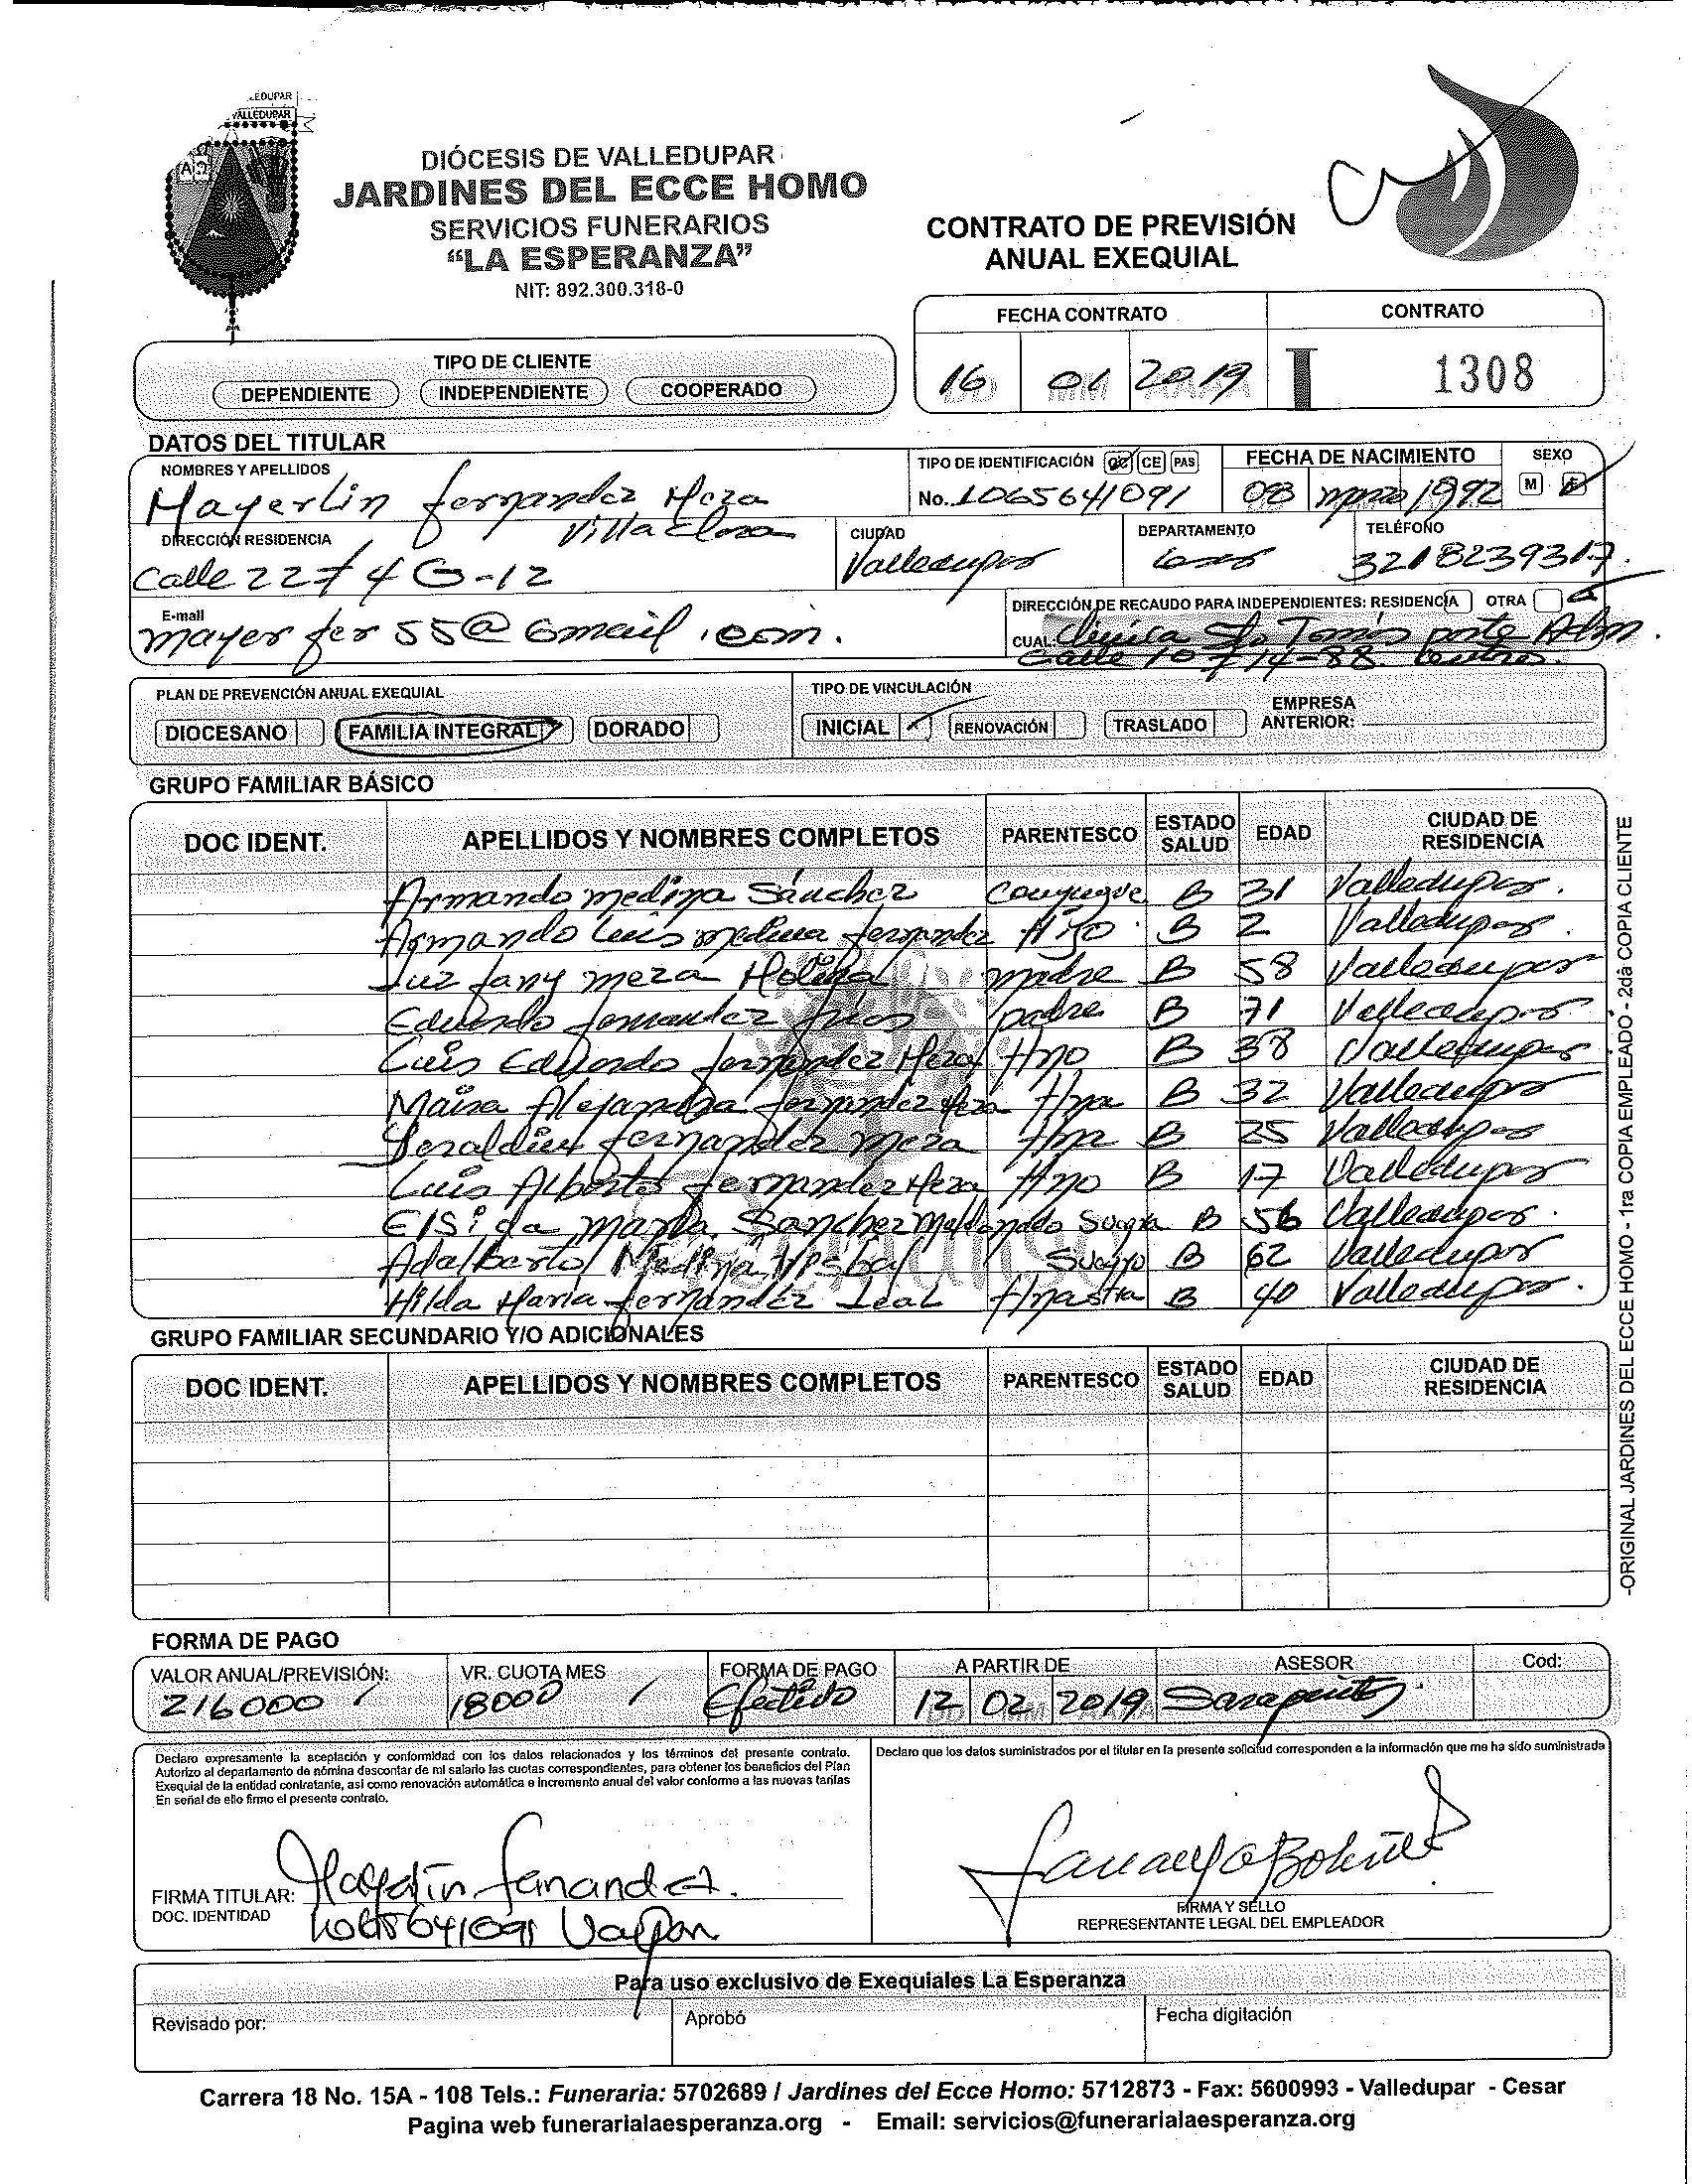 LEDUPAR
VALLEDUPAR
DIÓCESIS DE VALLEDUPAR
JARDINES DEL ECCE HOMO
SERVICIOS FUNERARIOS
“LA ESPERANZA”
NIT: 892.300.318-0
CONTRATO DE PREVISIÓN
ANUAL EXEQUIAL
FECHA CONTRATO CONTRATO
16 01 2019 I 1308
TIPO DE CLIENTE
DEPENDIENTE INDEPENDIENTE COOPERADO
DATOS DEL TITULAR
NOMBRES Y APELLIDOS TIPO DE IDENTIFICACIÓN CC CE PAS FECHA DE NACIMIENTO SEXO
Mayerlin fernandez Meza No. 1065641091 08 marzo 1992 M F
DIRECCIÓN RESIDENCIA Villa Clara CIUDAD DEPARTAMENTO TELÉFONO
Calle 22 # 4 G-12 Valledupar Cesar 3218239317
E-mail DIRECCIÓN DE RECAUDO PARA INDEPENDIENTES: RESIDENCIA OTRA
mayer fer 55@Gmail.com. CUAL: Clinica Sto Tomás parte Adm.
Calle 10 # 14-88 Centro.
PLAN DE PREVENCIÓN ANUAL EXEQUIAL TIPO DE VINCULACIÓN
DIOCESANO FAMILIA INTEGRAL DORADO INICIAL RENOVACIÓN TRASLADO EMPRESA ANTERIOR:
GRUPO FAMILIAR BÁSICO
DOC IDENT. APELLIDOS Y NOMBRES COMPLETOS PARENTESCO ESTADO SALUD EDAD CIUDAD DE RESIDENCIA
Armando medina Sánchez Conyugue B 31 Valledupar.
Armando Luis medina fernandez Hijo B 2 Valledupar.
Luz fany meza Molina madre B 58 Valledupar
Eduardo fernandez frias padre B 71 Valledupar
Luis Eduardo fernandez Meza Hno B 38 Valledupar
Maira Alejandra fernandez Meza Hna B 32 Valledupar
Yeraldin fernandez meza Hna B 25 Valledupar
Luis Alberto fernandez Meza Hno B 17 Valledupar
Elsida Maria Sanchez Maldonado Suegra B 56 Valledupar.
Adalberto Medina Suegro B 62 Valledupar
Hilda Maria fernandez Leal Hnastra B 40 Valledupar.
GRUPO FAMILIAR SECUNDARIO Y/O ADICIONALES
DOC IDENT. APELLIDOS Y NOMBRES COMPLETOS PARENTESCO ESTADO SALUD EDAD CIUDAD DE RESIDENCIA
-ORIGINAL JARDINES DEL ECCE HOMO - 1ra COPIA EMPLEADO - 2da COPIA CLIENTE
FORMA DE PAGO
VALOR ANUAL/PREVISIÓN: VR. CUOTA MES FORMA DE PAGO A PARTIR DE ASESOR Cód:
216000 18000 Efectivo 12 02 2019
Declaro expresamente la aceptación y conformidad con los datos relacionados y los términos del presente contrato.
Autorizo al departamento de nómina descontar de mi salario las cuotas correspondientes, para obtener los beneficios del Plan
Exequial de la entidad contratante, así como renovación automática e incremento anual del valor conforme a las nuevas tarifas
En señal de ello firmo el presente contrato.
Declaro que los datos suministrados por el titular en la presente solicitud corresponden a la información que me ha sido suministrada
FIRMA TITULAR: Mayerlin fernandez.
DOC. IDENTIDAD 1065641091 Vallpar
FIRMA Y SELLO
REPRESENTANTE LEGAL DEL EMPLEADOR
Para uso exclusivo de Exequiales La Esperanza
Revisado por: Aprobó Fecha digitación
Carrera 18 No. 15A - 108 Tels.: Funeraria: 5702689 / Jardines del Ecce Homo: 5712873 - Fax: 5600993 - Valledupar - Cesar
Pagina web funerarialaesperanza.org - Email: servicios@funerarialaesperanza.org